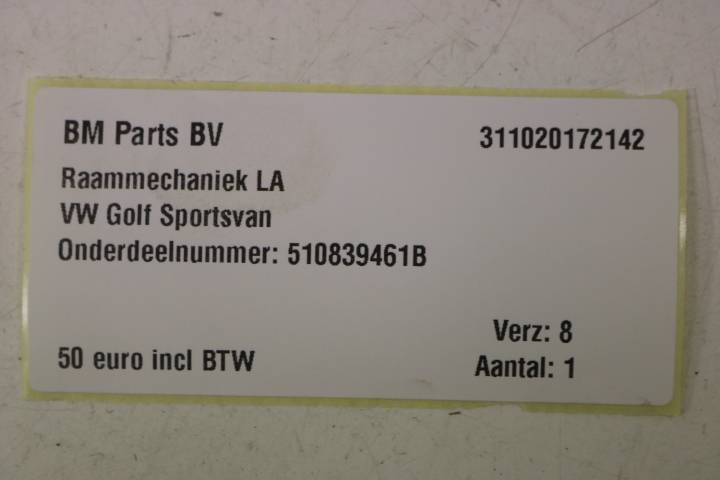 BM Parts BV 311020172142
Raammechaniek LA
VW Golf Sportsvan
Onderdeelnummer: 510839461B
Verz: 8
50 euro incl BTW Aantal: 1